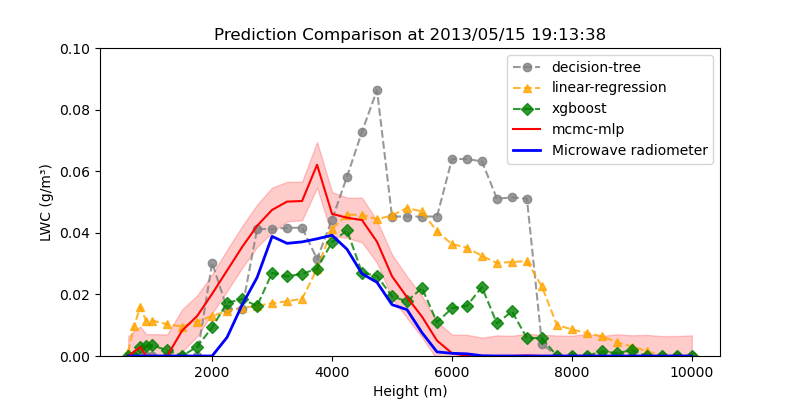 Prediction Comparison at 2013/05/15 19:13:38
0.10
0.08
0.06
0.04
0.02
0.00
LWC (g/m³)
decision-tree
linear-regression
xgboost
mcmc-mlp
Microwave radiometer
2000 4000 6000 8000 10000
Height (m)